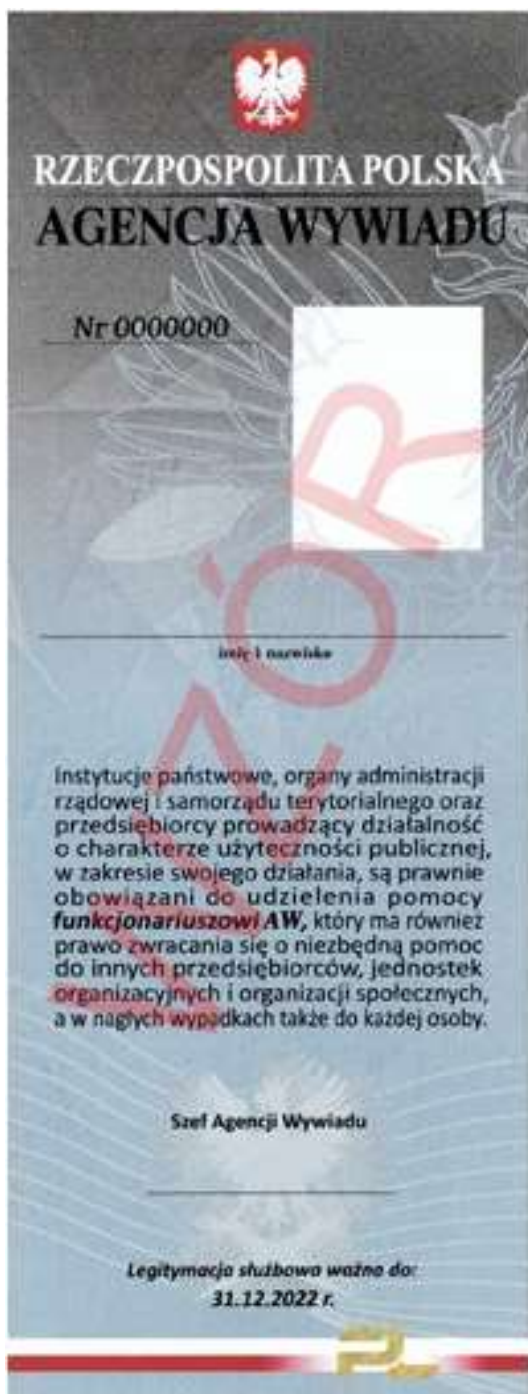 RZECZPOSPOLITA POLSKA
AGENCJA WYWIADU
Nr 0000000
WZÓR
imię i nazwisko
Instytucje państwowe, organy administracji
rządowej i samorządu terytorialnego oraz
przedsiębiorcy prowadzący działalność
o charakterze użyteczności publicznej,
w zakresie swojego działania, są prawnie
obowiązani do udzielenia pomocy
funkcjonariuszowi AW, który ma również
prawo zwracania się o niezbędną pomoc
do innych przedsiębiorców, jednostek
organizacyjnych i organizacji społecznych,
a w nagłych wypadkach także do każdej osoby.
Szef Agencji Wywiadu
Legitymacja służbowa ważna do:
31.12.2022 r.
PL